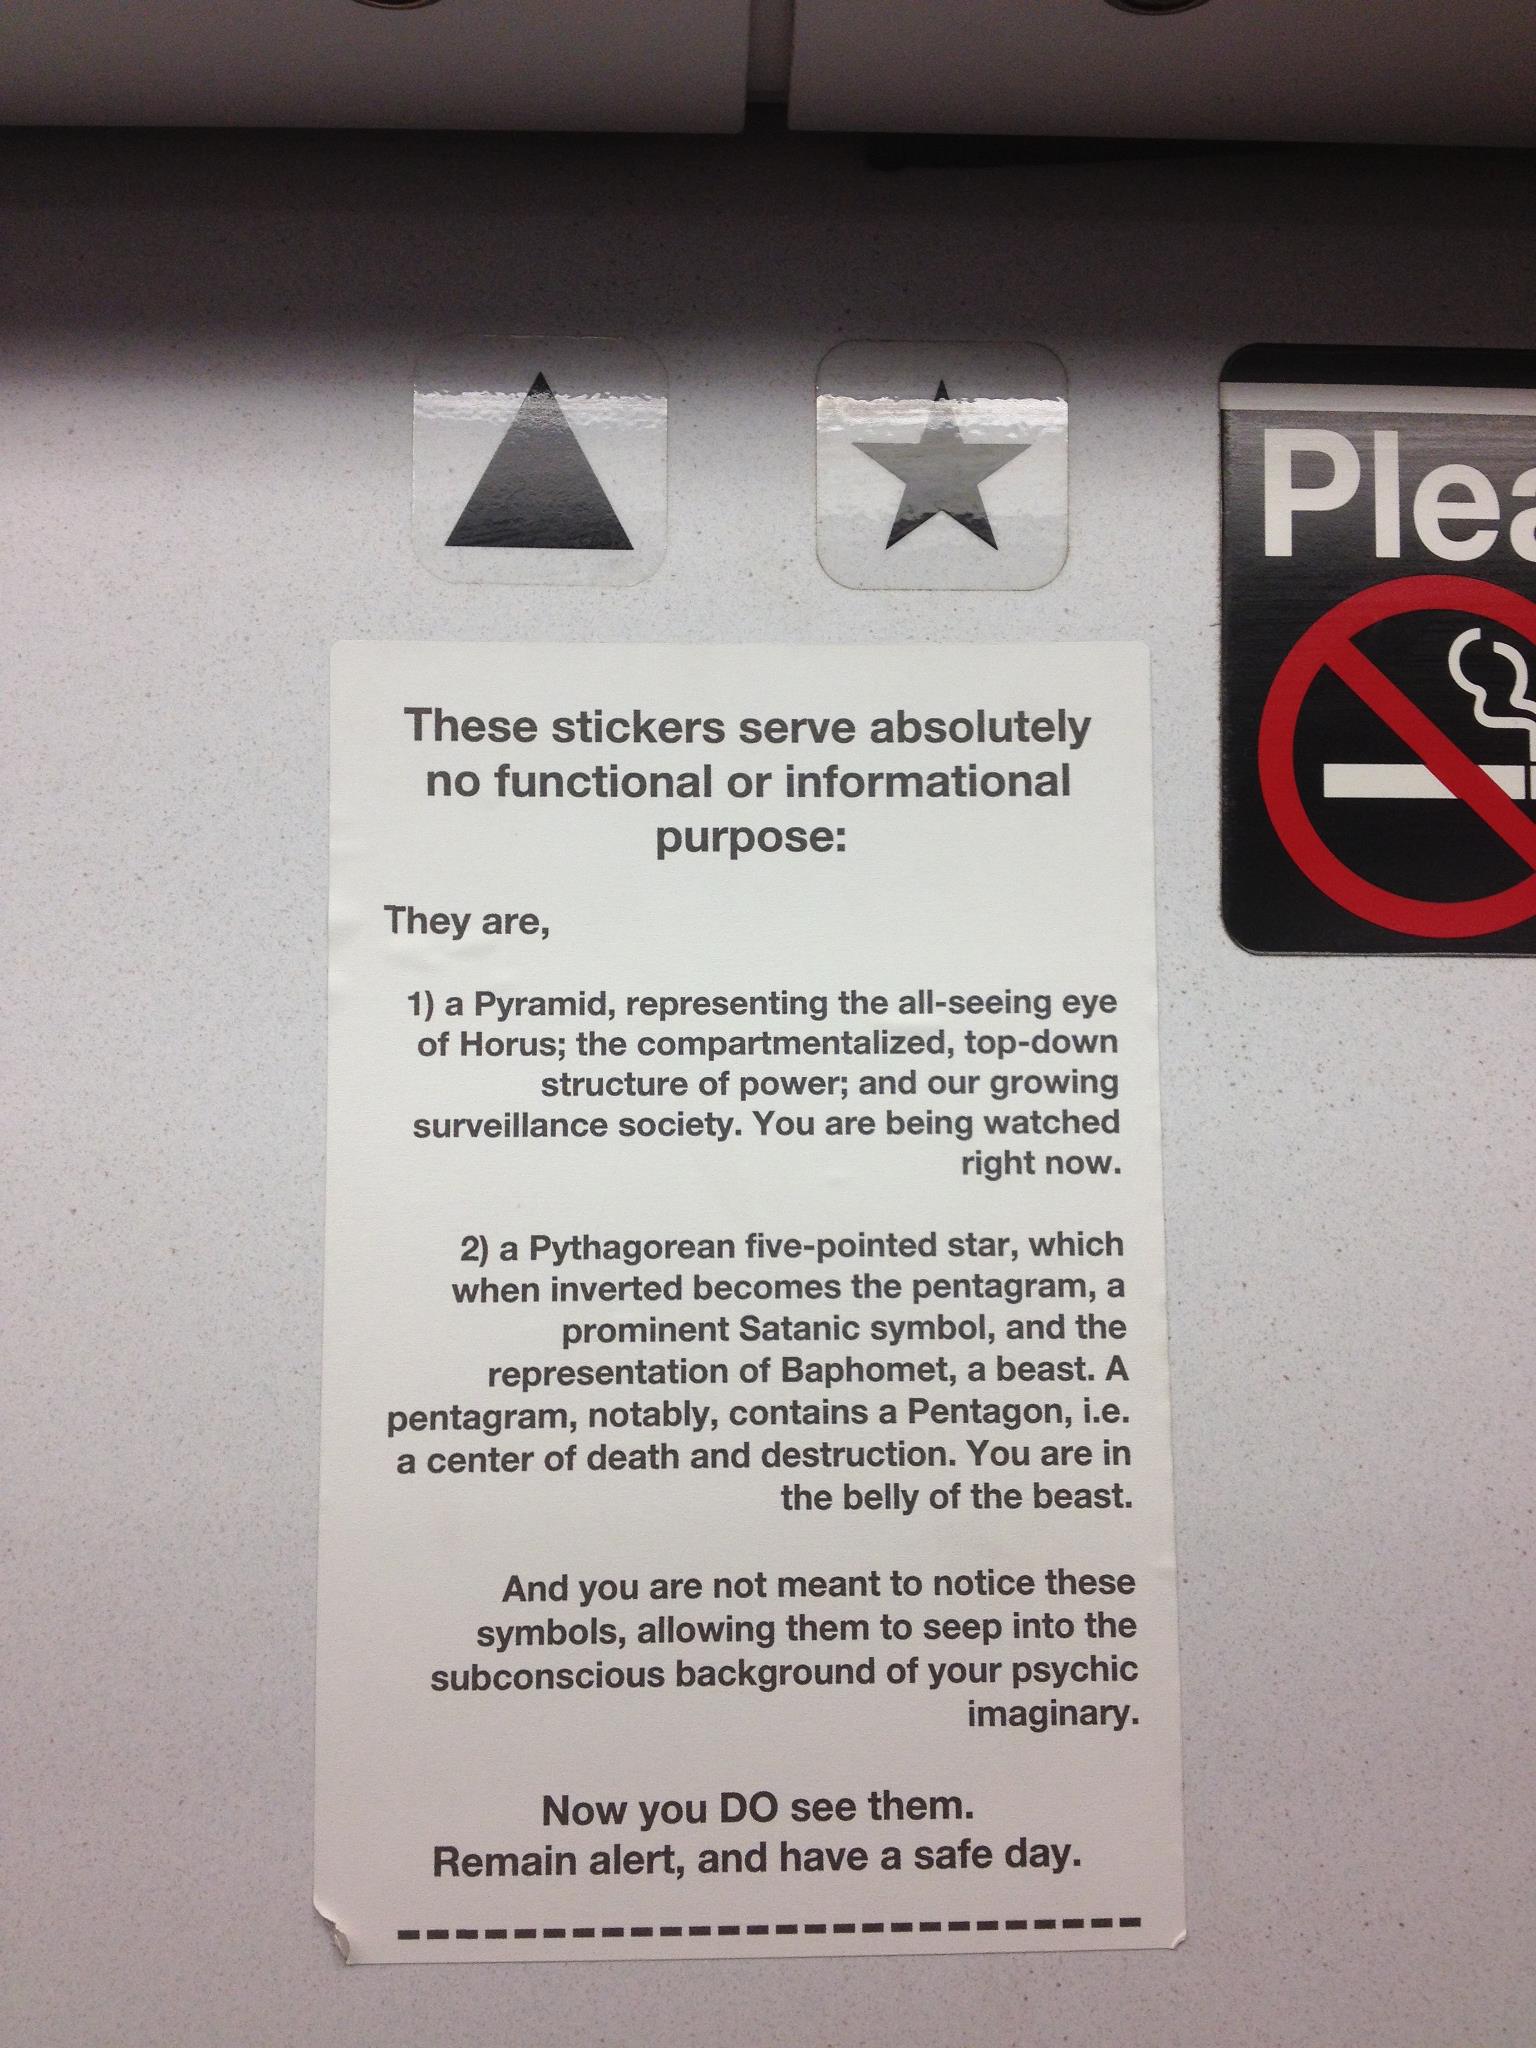 Plea
These stickers serve absolutely
no functional or informational
purpose:
They are,
1) a Pyramid, representing the all-seeing eye
of Horus; the compartmentalized, top-down
structure of power; and our growing
surveillance society. You are being watched
right now.
2) a Pythagorean five-pointed star, which
when inverted becomes the pentagram, a
prominent Satanic symbol, and the
representation of Baphomet, a beast. A
pentagram, notably, contains a Pentagon, i.e.
a center of death and destruction. You are in
the belly of the beast.
And you are not meant to notice these
symbols, allowing them to seep into the
subconscious background of your psychic
imaginary.
Now you DO see them.
Remain alert, and have a safe day.